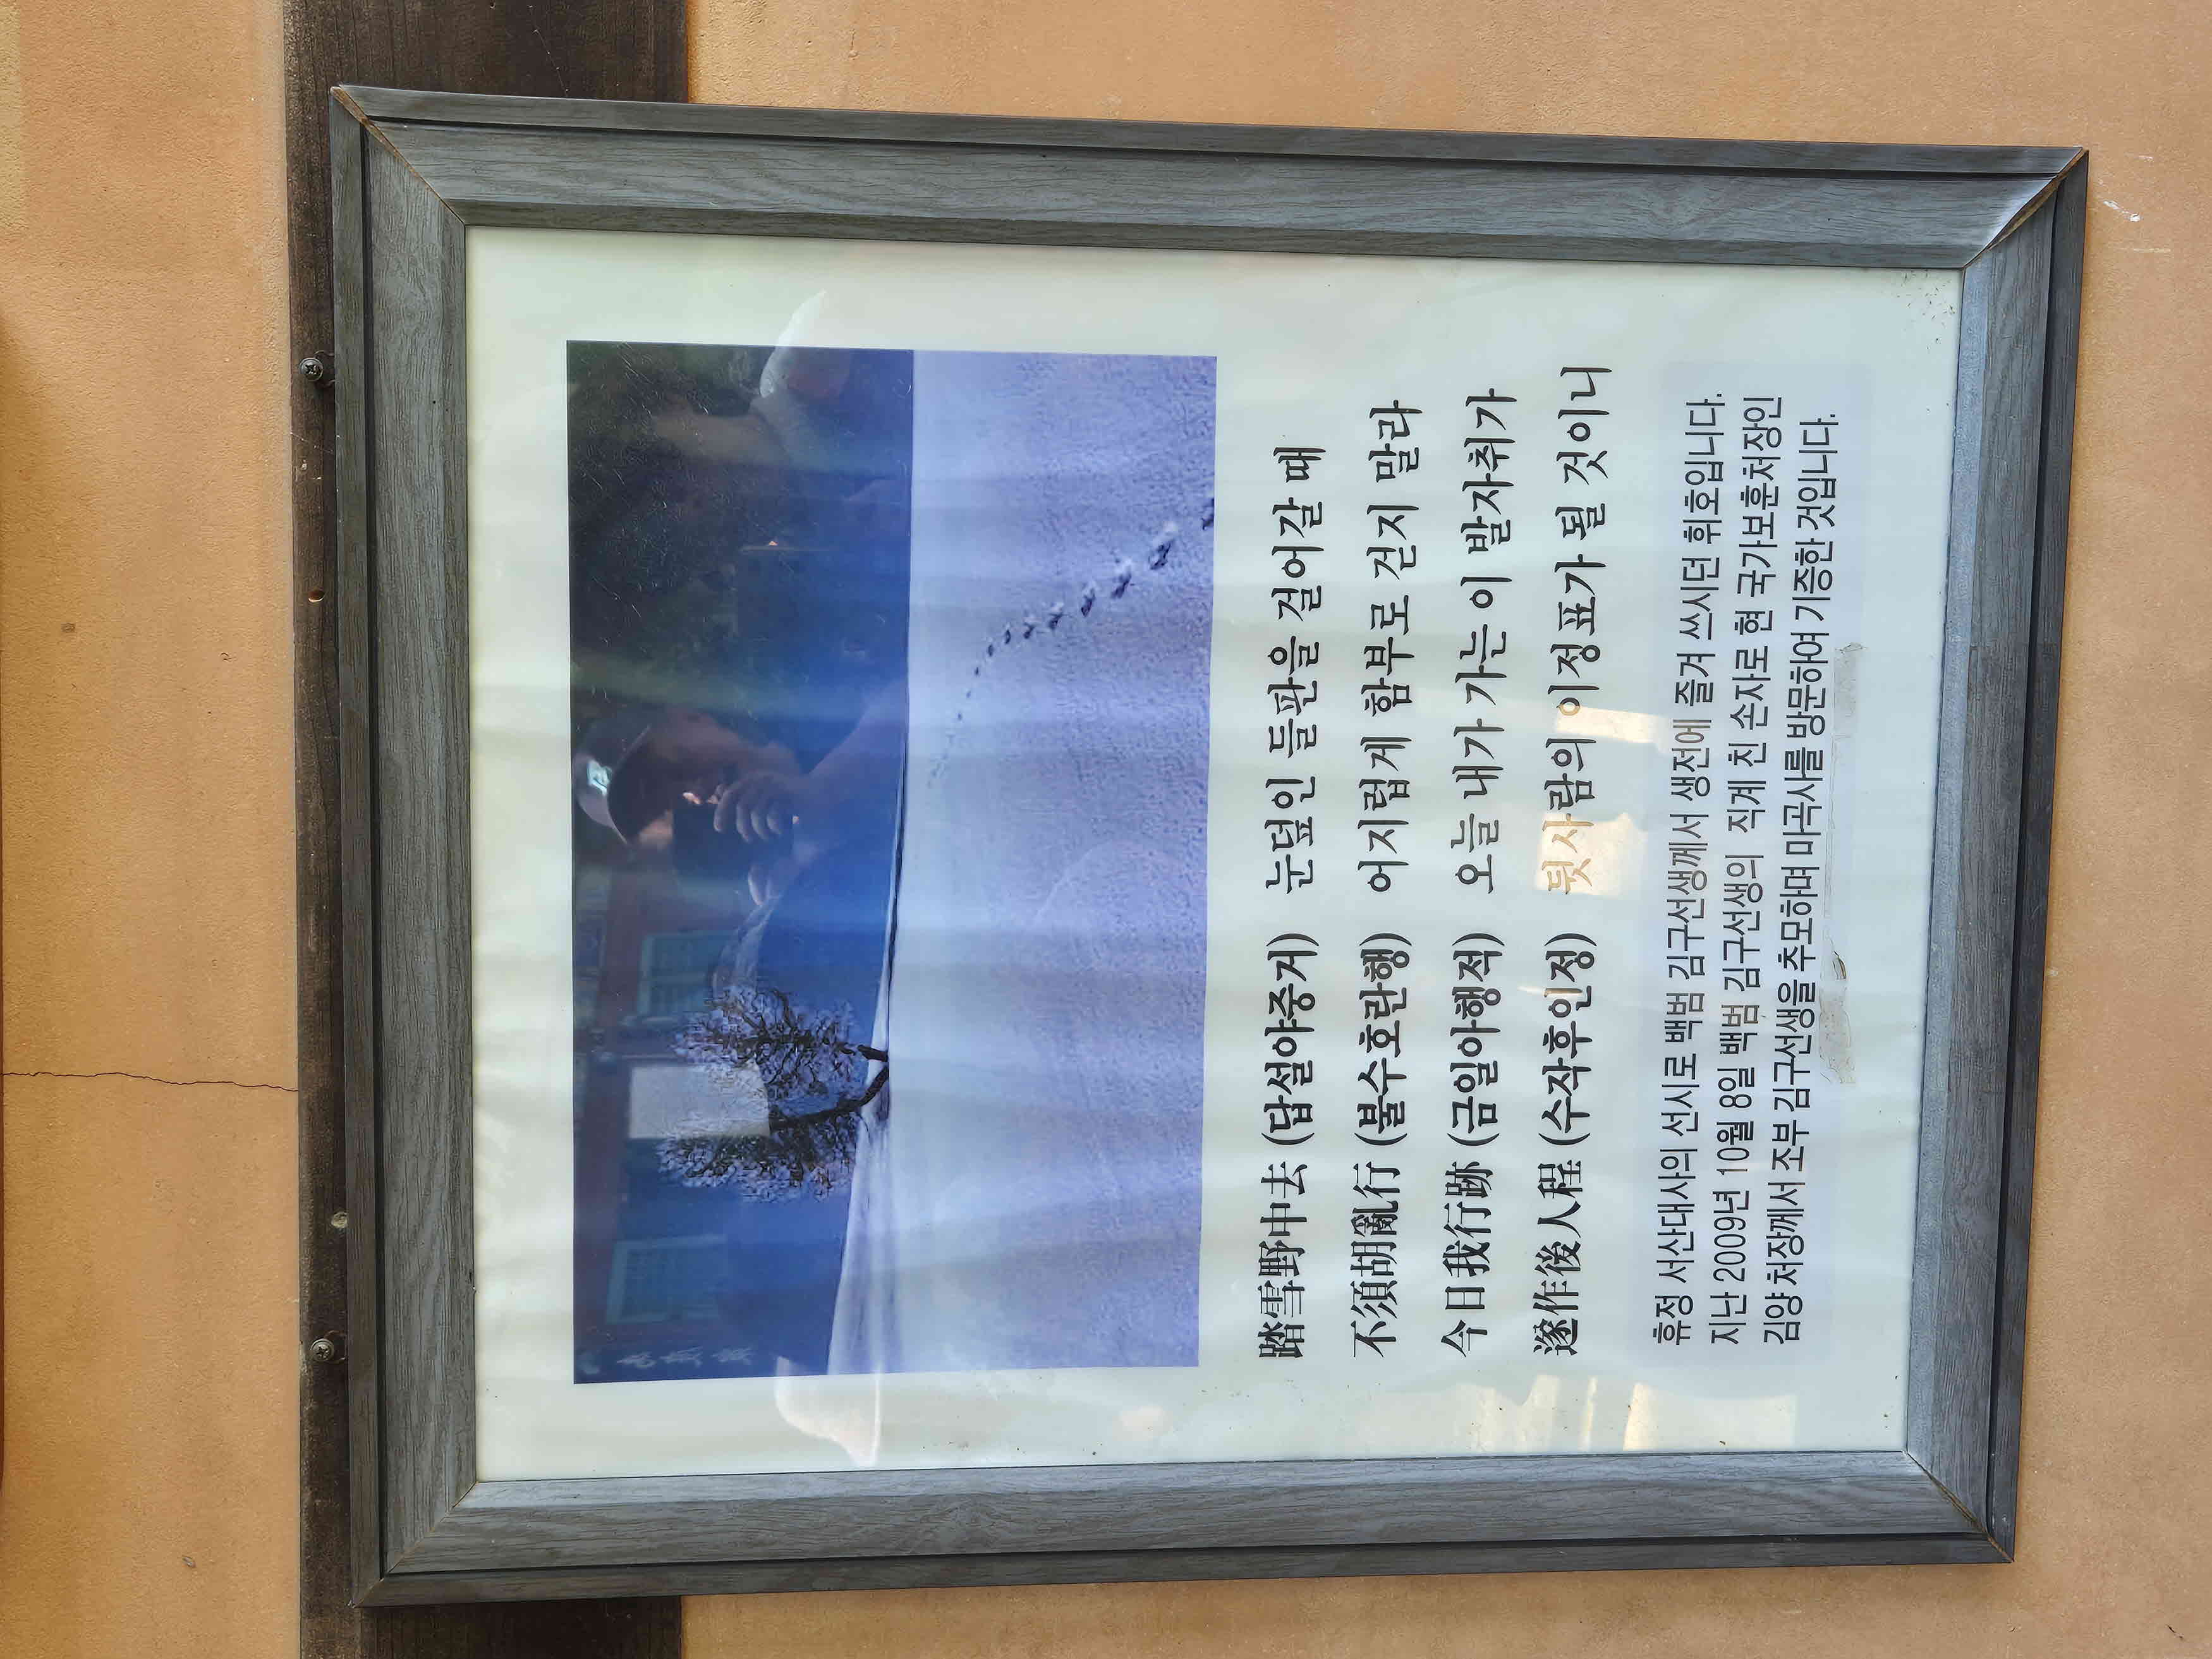 踏雪野中去 (답설야중거) 눈덮인 들판을 걸어갈 때
不須胡亂行 (불수호란행) 어지럽게 함부로 걷지 말라
今日我行跡 (금일아행적) 오늘 내가 가는 이 발자취가
遂作後人程 (수작후인정) 뒷사람의 이정표가 될 것이니
휴정 서산대사의 선시로 백범 김구선생께서 생전에 즐겨 쓰시던 휘호입니다.
지난 2009년 10월 8일 백범 김구선생의 직계 친 손자로 현 국가보훈처장인
김양 처장께서 조부 김구선생을 추모하며 마곡사를 방문하여 기증한 것입니다.